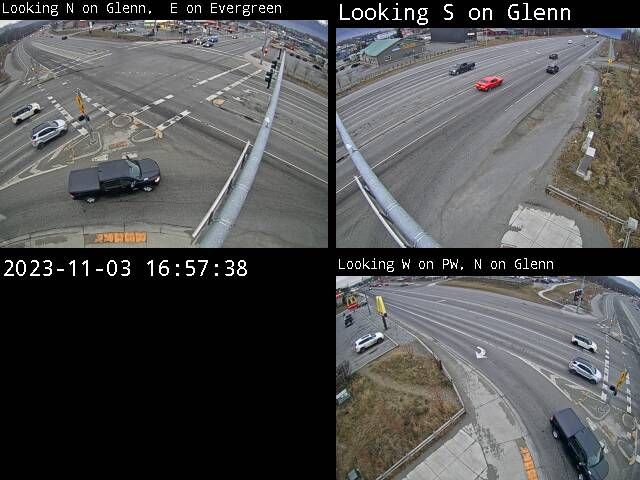 Looking N on Glenn,  E on Evergreen
Looking S on Glenn
2023-11-03 16:57:38
Looking W on PW, N on Glenn